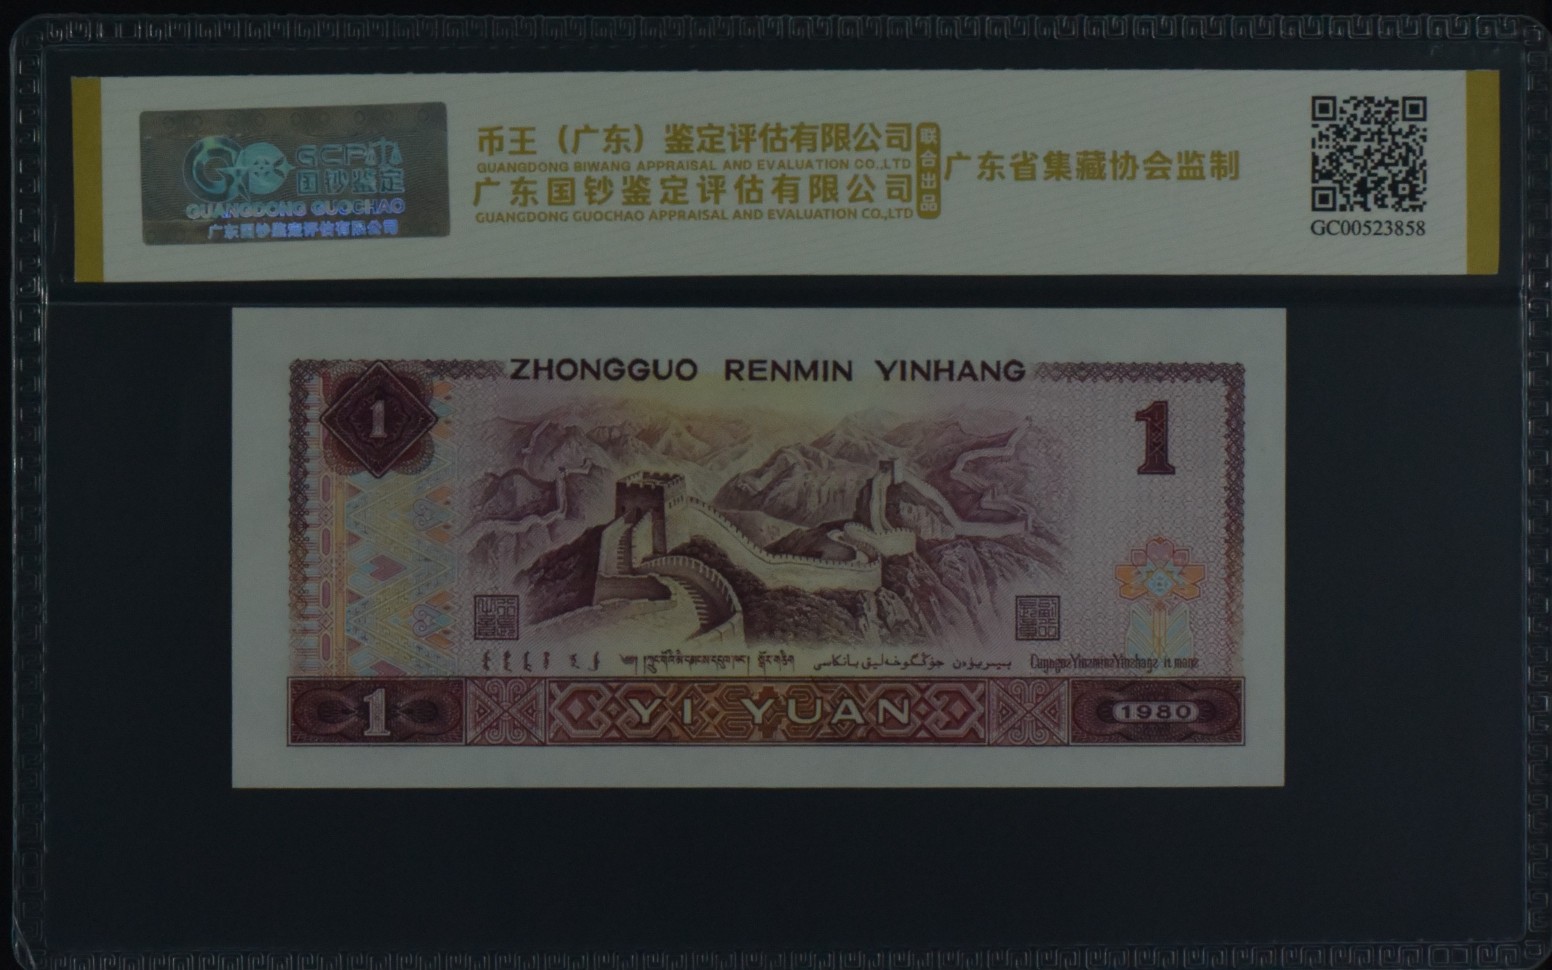 GCF
国钞鉴定
GUANGDONG GUOCHAO
广东国钞鉴定评估有限公司
币王（广东）鉴定评估有限公司
GUANGDONG BIWANG APPRAISAL AND EVALUATION CO.,LTD
广东国钞鉴定评估有限公司
GUANGDONG GUOCHAO APPRAISAL AND EVALUATION CO.,LTD
联合出品
广东省集藏协会监制
GC00523858
ZHONGGUO RENMIN YINHANG
1
1
1
YI YUAN
1980